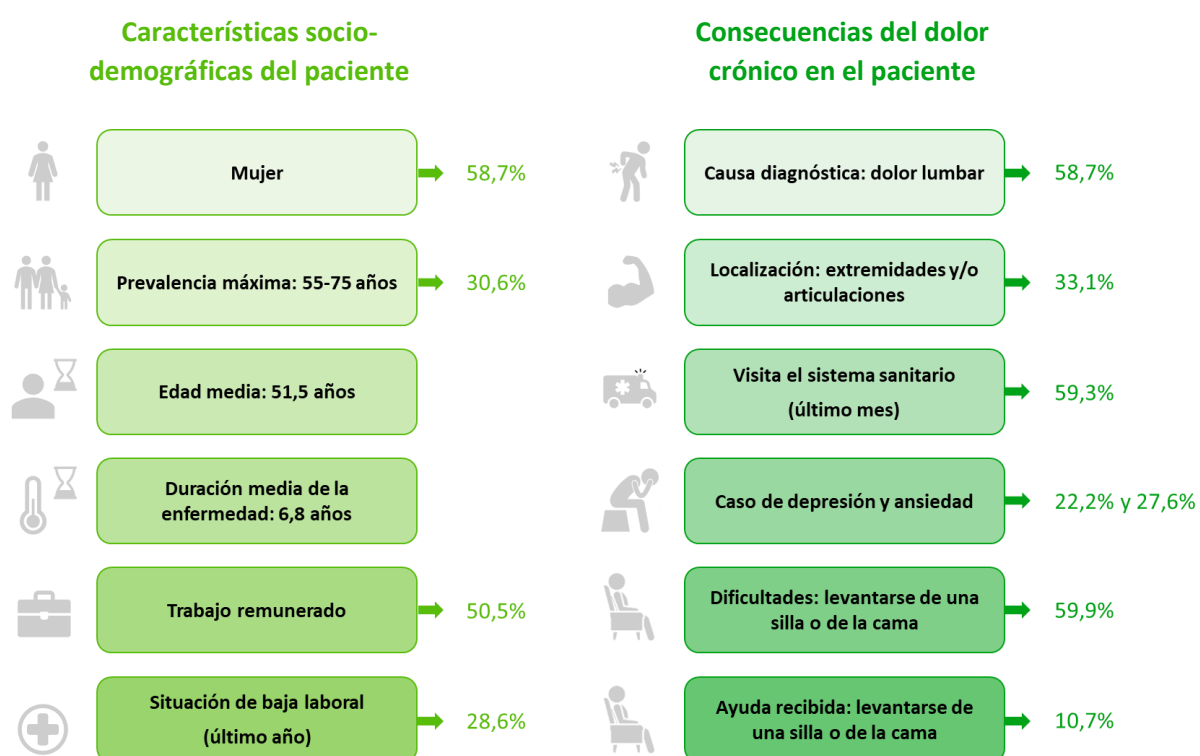 Características socio-
demográficas del paciente
Mujer
58,7%
Prevalencia máxima: 55-75 años
30,6%
Edad media: 51,5 años
Duración media de la
enfermedad: 6,8 años
Trabajo remunerado
50,5%
Situación de baja laboral
(último año)
28,6%
Consecuencias del dolor
crónico en el paciente
Causa diagnóstica: dolor lumbar
58,7%
Localización: extremidades y/o
articulaciones
33,1%
Visita el sistema sanitario
(último mes)
59,3%
Caso de depresión y ansiedad
22,2% y 27,6%
Dificultades: levantarse de una
silla o de la cama
59,9%
Ayuda recibida: levantarse de
una silla o de la cama
10,7%